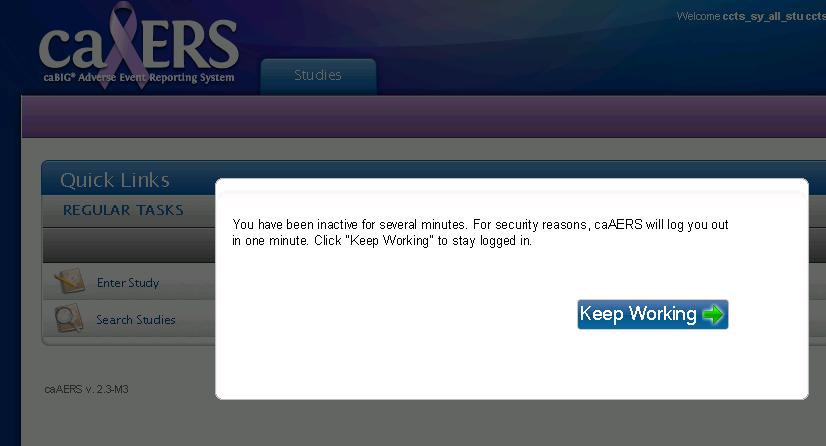 Welcome ccts_sy_all_stu ccts
caAERS
caBIG® Adverse Event Reporting System
Studies
Quick Links
REGULAR TASKS
You have been inactive for several minutes. For security reasons, caAERS will log you out
in one minute. Click "Keep Working" to stay logged in.
Enter Study
Keep Working
Search Studies
caAERS v. 2.3-M3